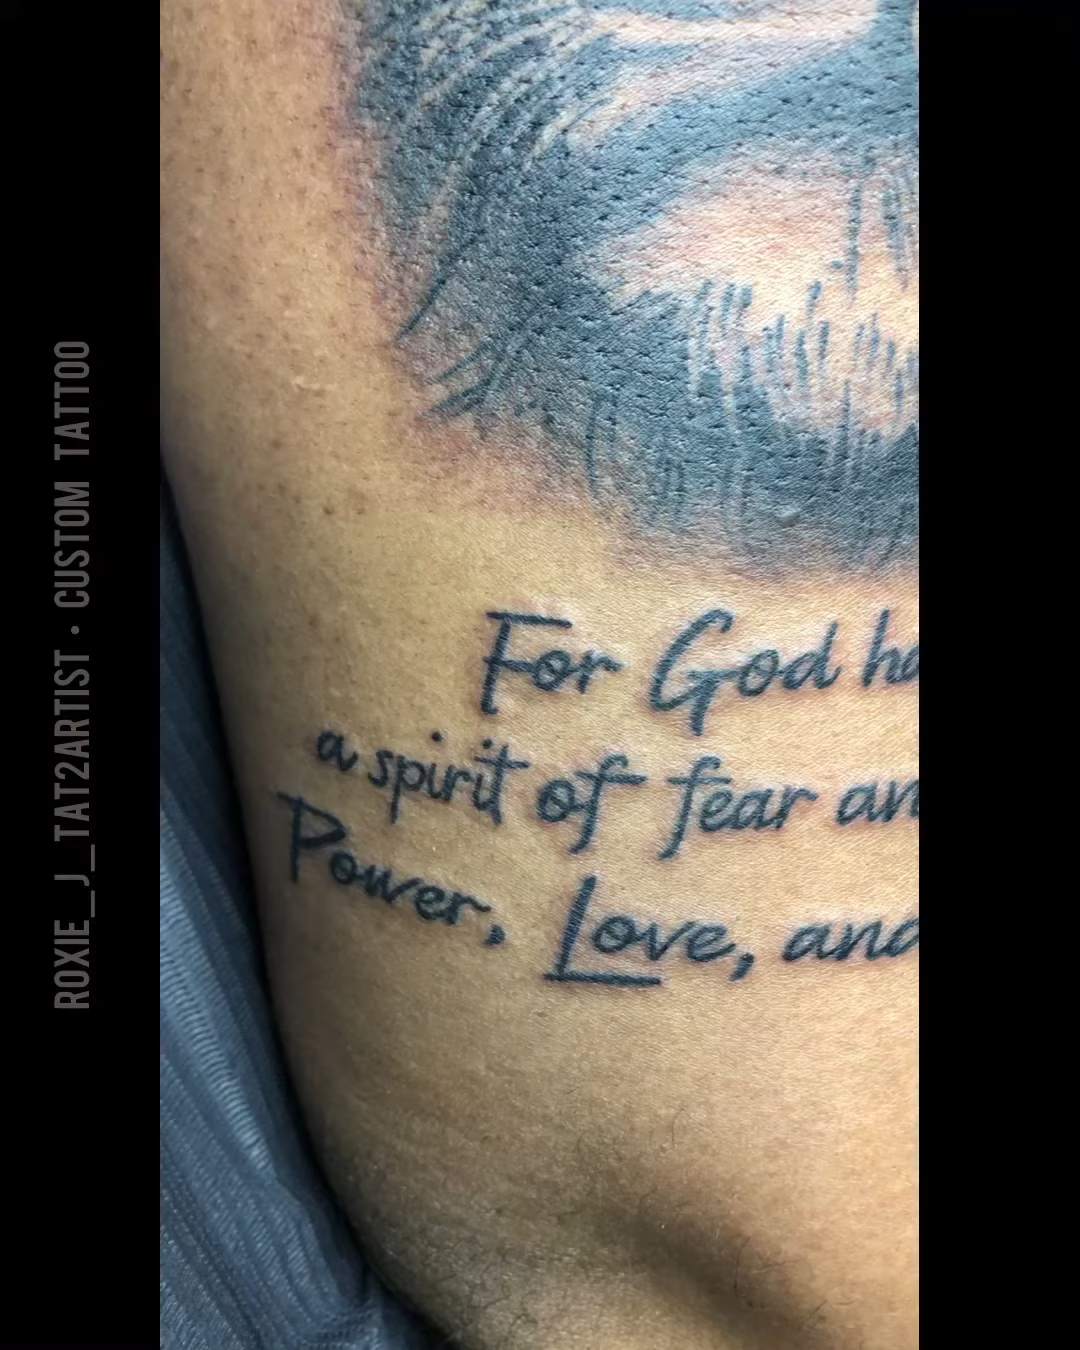 For God ha
a spirit of fear an
Power, Love, and
ROXIE_J_TAT2ARTIST • CUSTOM TATTOO